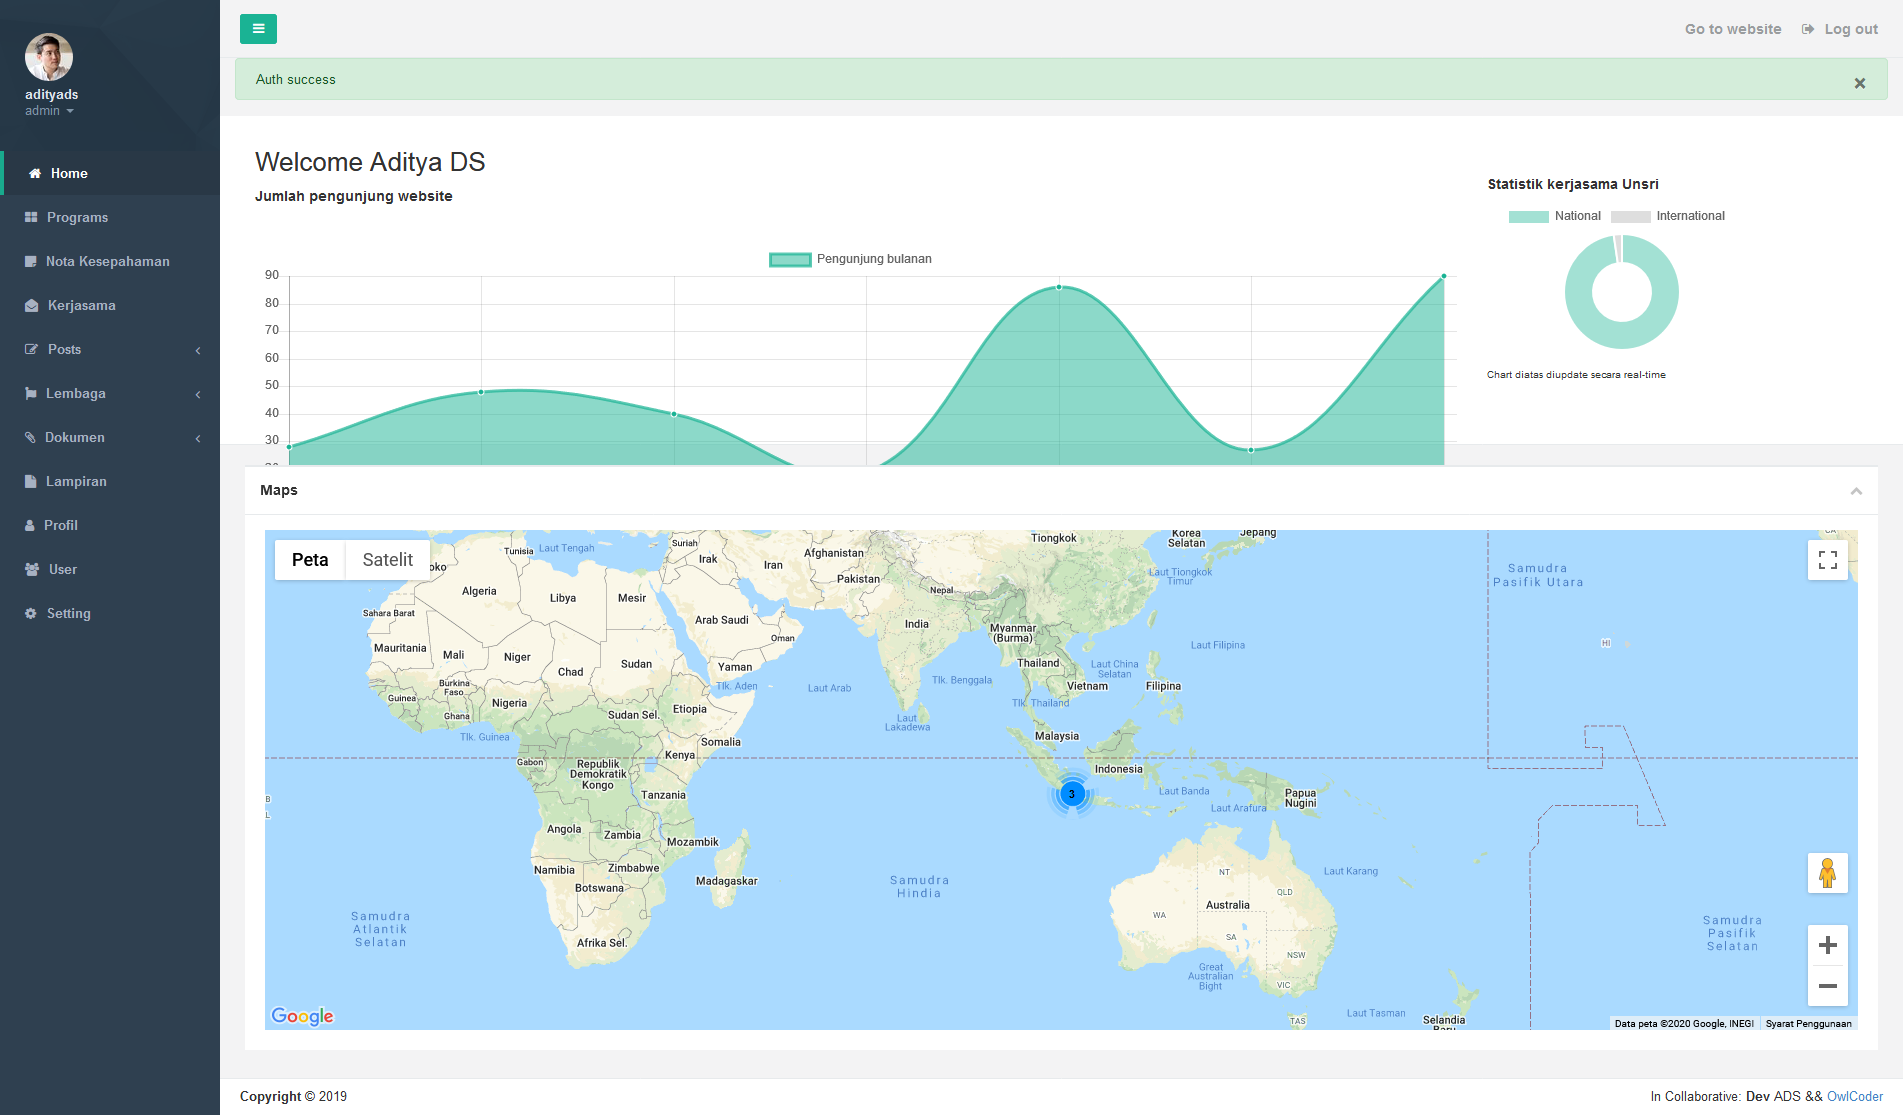 adityads
admin
Home
Programs
Nota Kesepahaman
Kerjasama
Posts
Lembaga
Dokumen
Lampiran
Profil
User
Setting
Go to website
Log out
Auth success
×
Welcome Aditya DS
Jumlah pengunjung website
Pengunjung bulanan
90
80
70
60
50
40
30
Statistik kerjasama Unsri
National
International
Chart diatas diupdate secara real-time
Maps
Peta
Satelit
oko
Tunisia
Laut Tengah
Suriah
Irak
Iran
Afghanistan
Pakistan
Nepal
Tiongkok
Korea
Selatan
Jepang
Laut Tiongkok
Timur
Samudra
Pasifik Utara
Algeria
Libya
Mesir
Sahara Barat
Arab Saudi
Oman
India
Myanmar
(Burma)
Laut Filipina
HI
Mauritania
Mali
Niger
Chad
Sudan
Yaman
Tlk. Aden
Laut Arab
Tlk. Benggala
Thailand
Laut China
Selatan
Vietnam
Filipina
Tlk. Thailand
Burkina
Faso
Guinea
Ghana
Nigeria
Tlk. Guinea
Sudan Sel.
Etiopia
Somalia
Laut
Lakadewa
Malaysia
Gabon
Republik
Demokratik
Kongo
Kenya
Tanzania
Indonesia
3
Laut Banda
Laut Arafura
Papua
Nugini
B
L
Angola
Zambia
Mozambik
Namibia
Zimbabwe
Botswana
Madagaskar
Samudra
Hindia
Laut Karang
NT
QLD
Australia
WA
SA
NSW
VIC
TAS
Great
Australian
Bight
Samudra
Atlantik
Selatan
Afrika Sel.
Samudra
Pasifik
Selatan
Laut Tasman
Selandia
Baru
Google
Data peta ©2020 Google, INEGI
Syarat Penggunaan
Copyright © 2019
In Collaborative: Dev ADS && OwlCoder